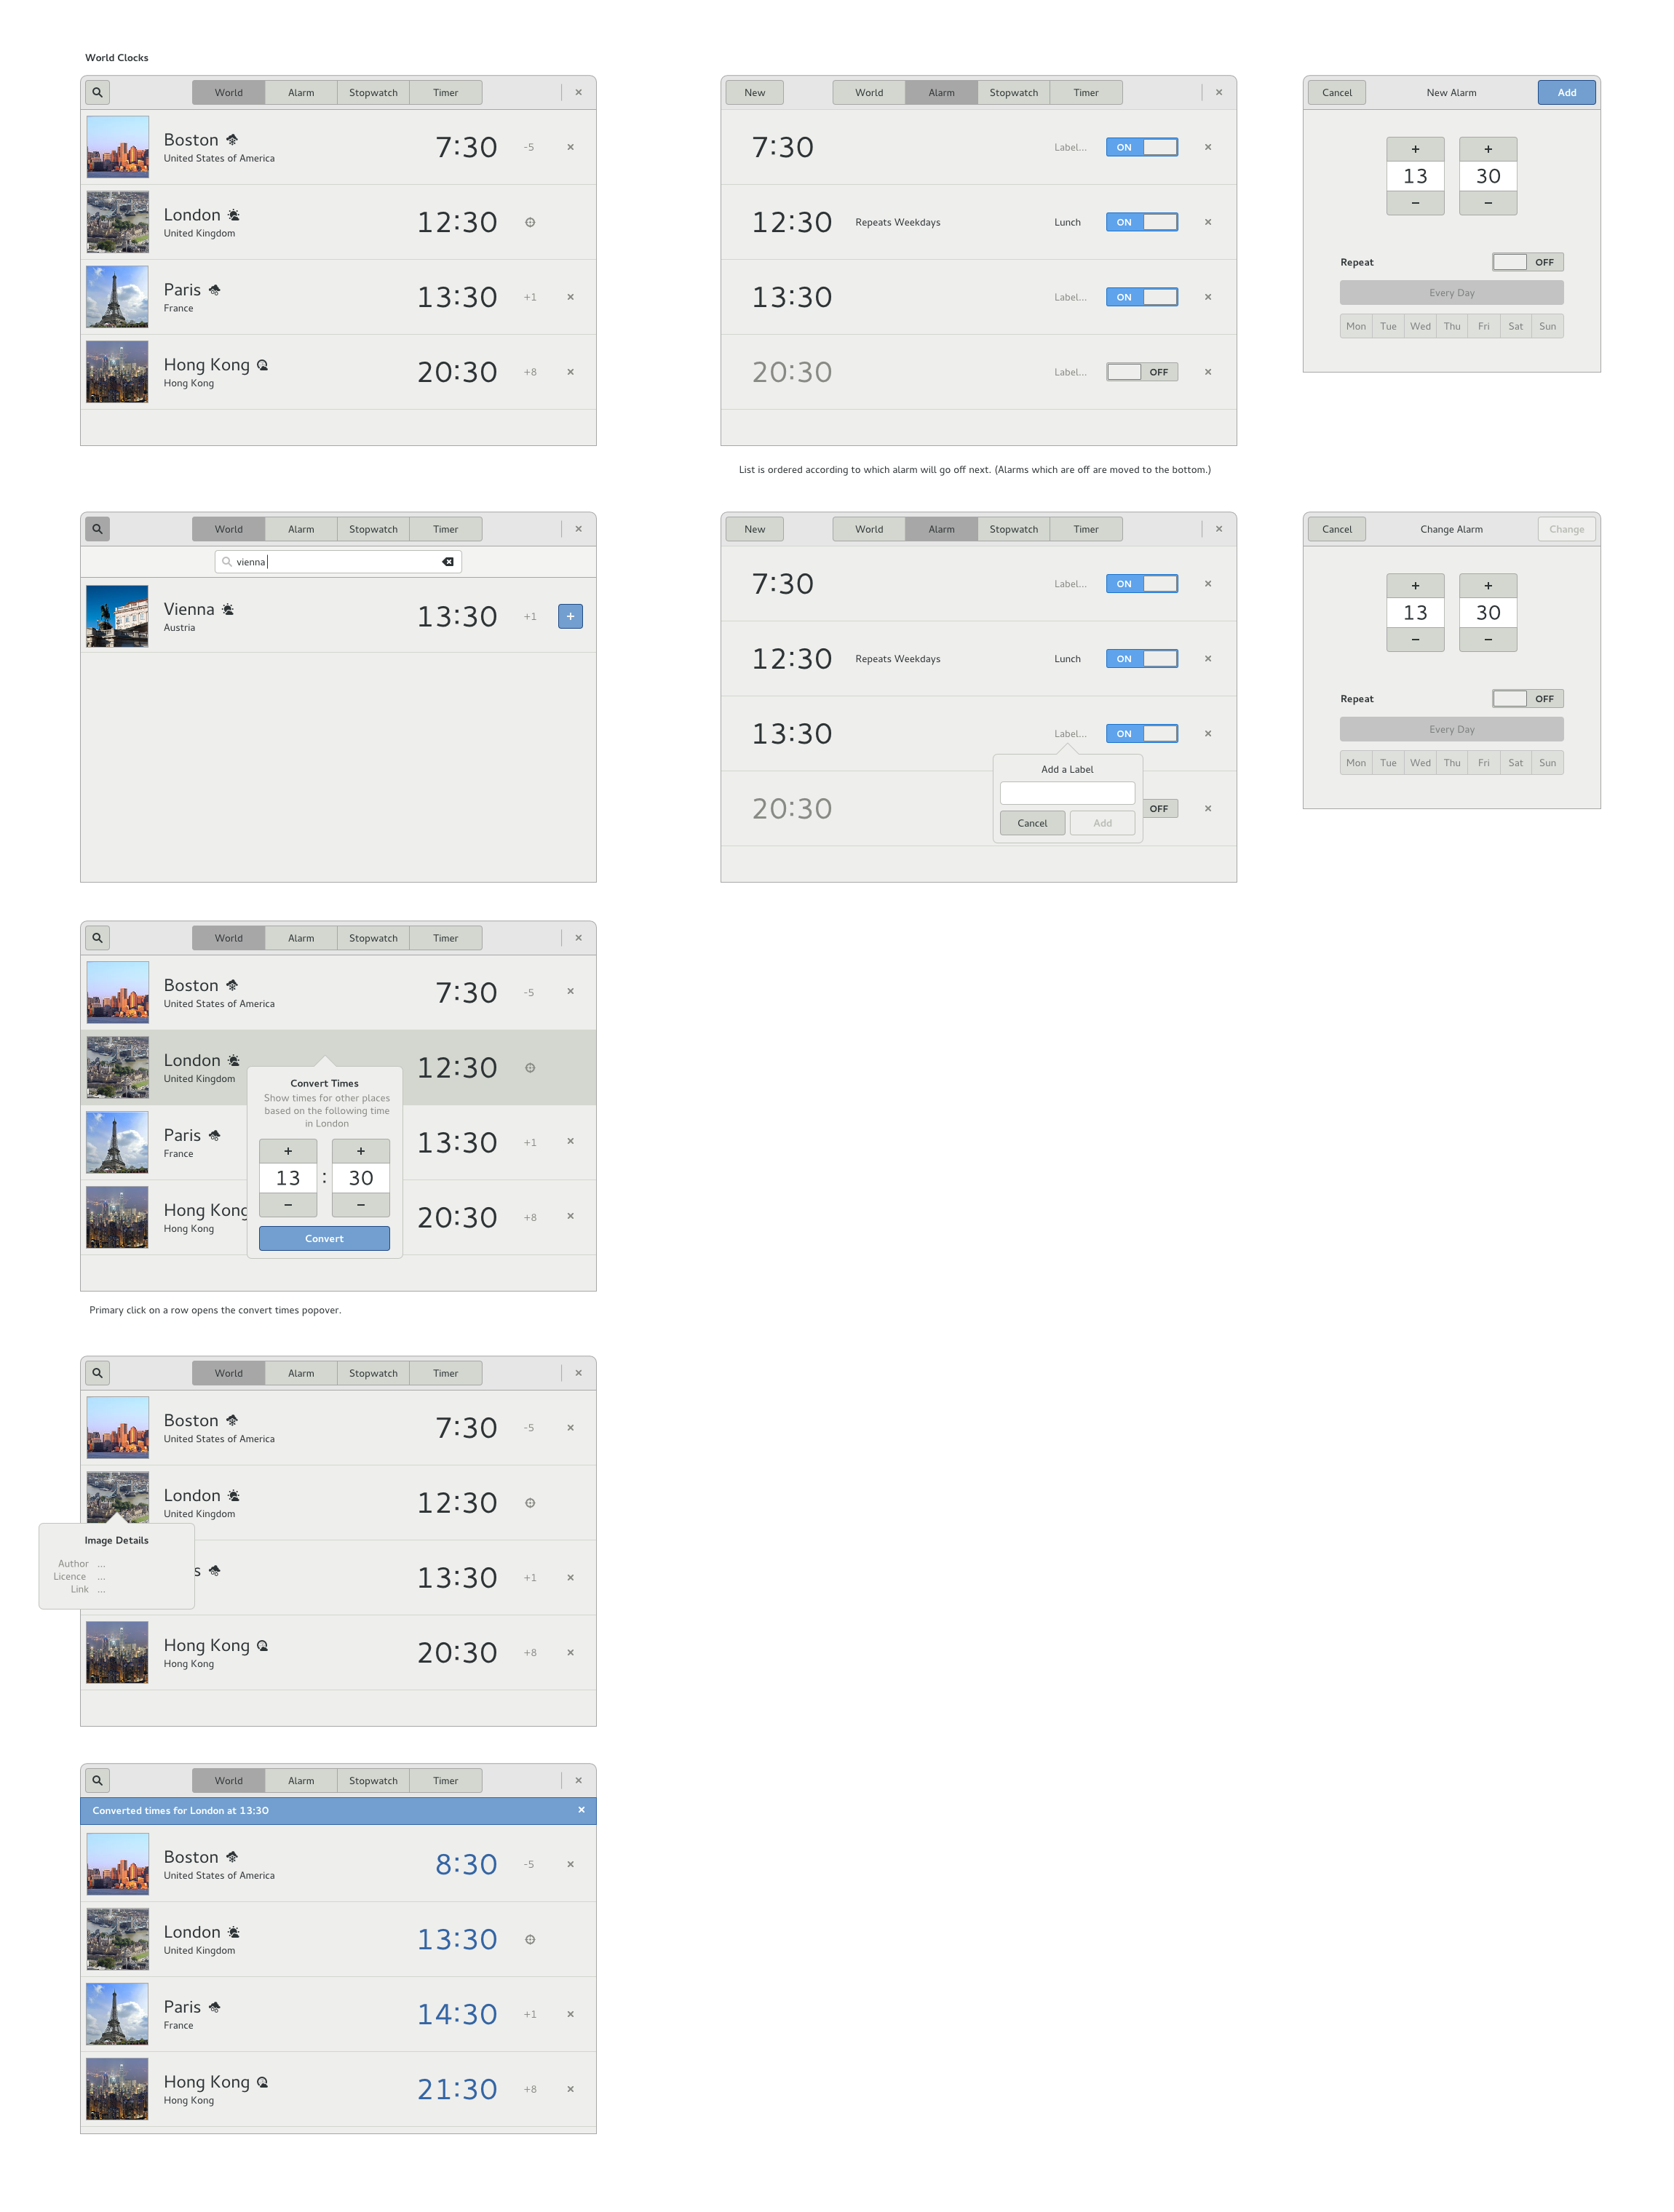 World Clocks
World Alarm Stopwatch Timer
Boston
United States of America
7:30 -5
London
United Kingdom
12:30
Paris
France
13:30 +1
Hong Kong
Hong Kong
20:30 +8
New World Alarm Stopwatch Timer
7:30 Label... ON
12:30 Repeats Weekdays Lunch ON
13:30 Label... ON
20:30 Label... OFF
List is ordered according to which alarm will go off next. (Alarms which are off are moved to the bottom.)
Cancel New Alarm Add
+ +
13 30
− −
Repeat OFF
Every Day
Mon Tue Wed Thu Fri Sat Sun
World Alarm Stopwatch Timer
vienna
Vienna
Austria
13:30 +1 +
New World Alarm Stopwatch Timer
7:30 Label... ON
12:30 Repeats Weekdays Lunch ON
13:30 Label... ON
Add a Label
20:30 OFF
Cancel Add
Cancel Change Alarm Change
+ +
13 30
− −
Repeat OFF
Every Day
Mon Tue Wed Thu Fri Sat Sun
World Alarm Stopwatch Timer
Boston
United States of America
7:30 -5
London
United Kingdom
12:30
Paris
France
13:30 +1
Hong Kong
Hong Kong
20:30 +8
Convert Times
Show times for other places
based on the following time
in London
+ +
13 : 30
− −
Convert
Primary click on a row opens the convert times popover.
World Alarm Stopwatch Timer
Boston
United States of America
7:30 -5
London
United Kingdom
12:30
Image Details
Author ...
Licence ...
Link ...
s
13:30 +1
Hong Kong
Hong Kong
20:30 +8
World Alarm Stopwatch Timer
Converted times for London at 13:30
Boston
United States of America
8:30 -5
London
United Kingdom
13:30
Paris
France
14:30 +1
Hong Kong
Hong Kong
21:30 +8